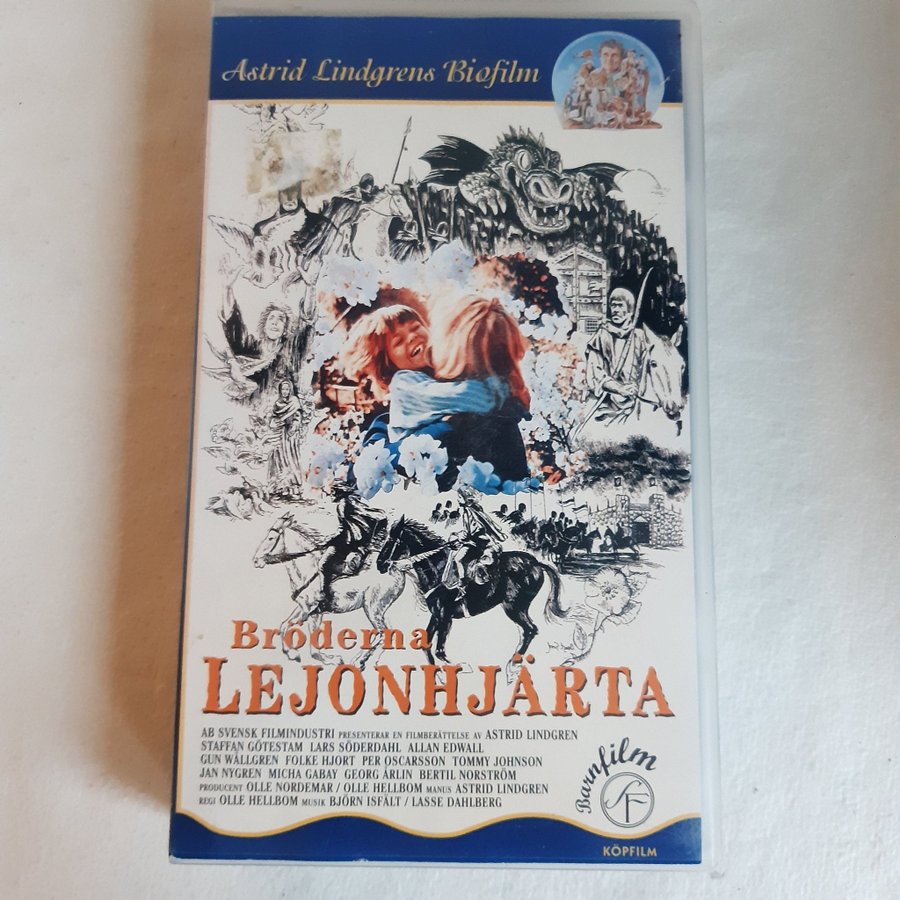 Astrid Lindgrens Biofilm
Bröderna
LEJONHJÄRTA
AB SVENSK FILMINDUSTRI PRESENTERAR EN FILMBERÄTTELSE AV ASTRID LINDGREN
STAFFAN GÖTESTAM LARS SÖDERDAHL ALLAN EDWALL
GUN WÅLLGREN FOLKE HJORT PER OSCARSSON TOMMY JOHNSON
JAN NYGREN MICHA GABAY GEORG ÅRLIN BERTIL NORSTRÖM
PRODUCENT OLLE NORDEMAR / OLLE HELLBOM MANUS ASTRID LINDGREN
REGI OLLE HELLBOM MUSIK BJÖRN ISFÄLT / LASSE DAHLBERG
Barnfilm
SF
KÖPFILM